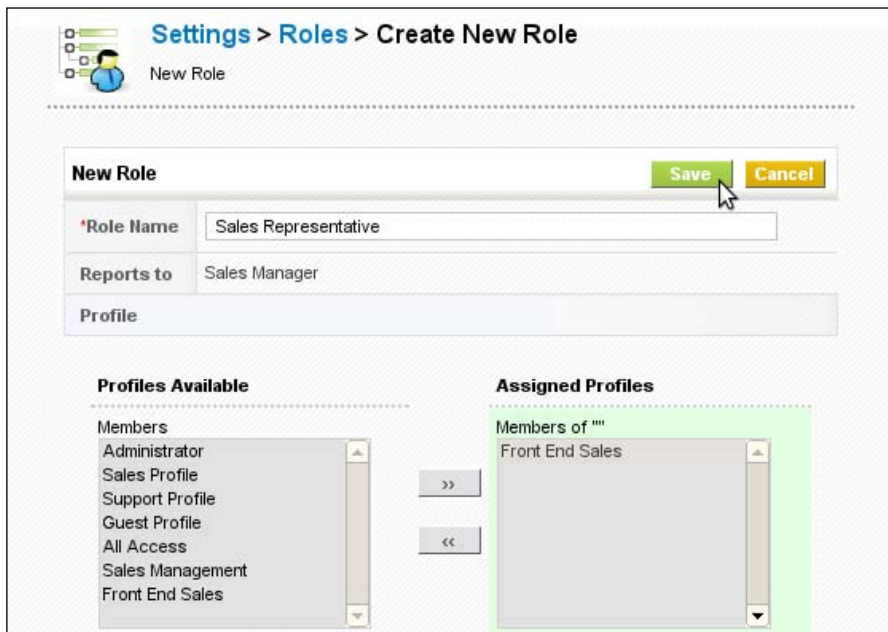 Settings > Roles > Create New Role
New Role
New Role
Save
Cancel
*Role Name
Sales Representative
Reports to
Sales Manager
Profile
Profiles Available
Assigned Profiles
Members
Members of ""
Administrator
Sales Profile
Support Profile
Guest Profile
All Access
Sales Management
Front End Sales
>>
<<
Front End Sales